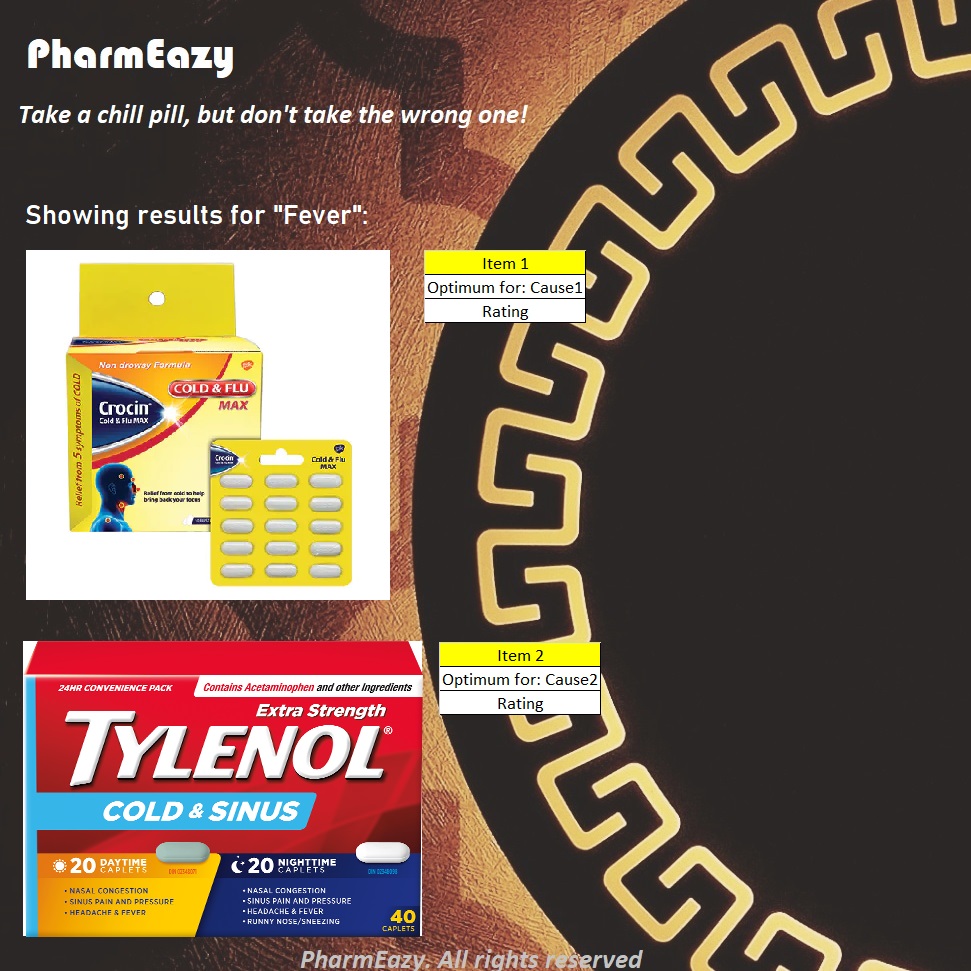 PharmEazy
Take a chill pill, but don't take the wrong one!
Showing results for "Fever":
Non drowsy Formula
COLD & FLU
MAX
Crocin
Cold & Flu MAX
Relief from 5 symptoms of COLD
Relief from cold to help
bring back your focus
Crocin
Cold & Flu
MAX
Item 1
Optimum for: Cause1
Rating
24HR CONVENIENCE PACK
Contains Acetaminophen and other Ingredients
Extra Strength
TYLENOL®
COLD & SINUS
20 DAYTIME CAPLETS
20 NIGHTTIME CAPLETS
• NASAL CONGESTION
• SINUS PAIN AND PRESSURE
• HEADACHE & FEVER
• NASAL CONGESTION
• SINUS PAIN AND PRESSURE
• HEADACHE & FEVER
• RUNNY NOSE/SNEEZING
40
CAPLETS
Item 2
Optimum for: Cause2
Rating
PharmEazy. All rights reserved